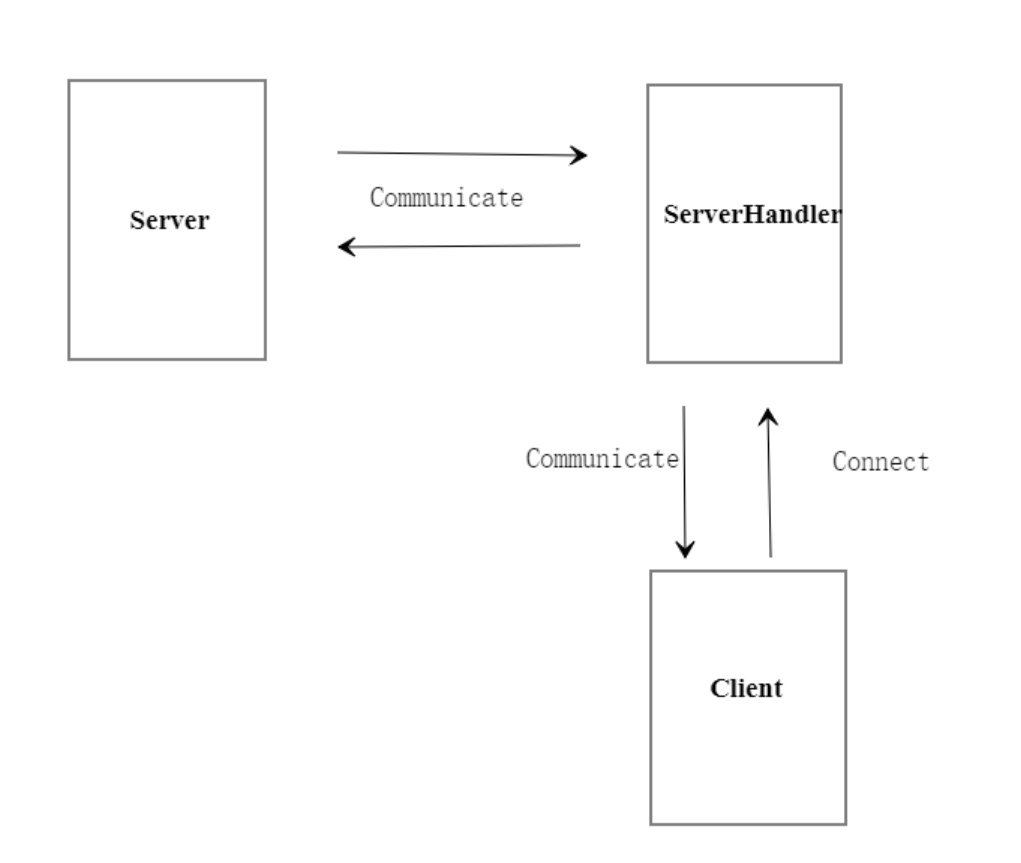 Server
Communicate
ServerHandler
Communicate
Connect
Client